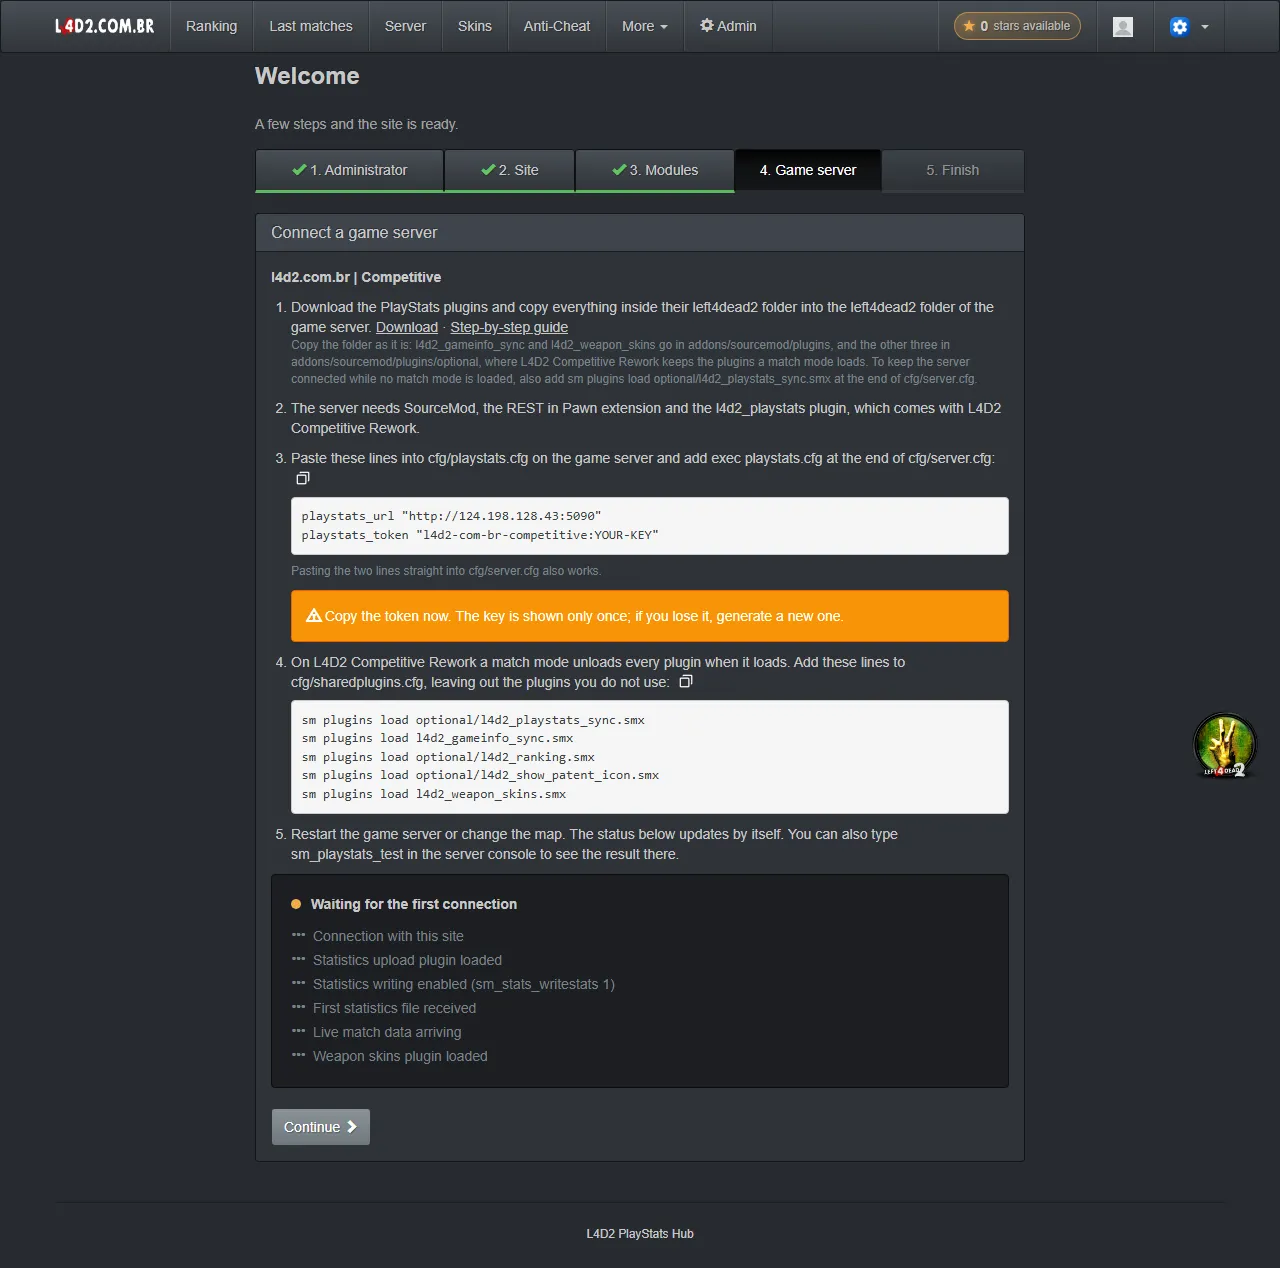 L4D2.COM.BR Ranking Last matches Server Skins Anti-Cheat More Admin 0 stars available
Welcome
A few steps and the site is ready.
1. Administrator 2. Site 3. Modules 4. Game server 5. Finish
Connect a game server
l4d2.com.br | Competitive
1. Download the PlayStats plugins and copy everything inside their left4dead2 folder into the left4dead2 folder of the
game server. Download · Step-by-step guide
Copy the folder as it is: l4d2_gameinfo_sync and l4d2_weapon_skins go in addons/sourcemod/plugins, and the other three in
addons/sourcemod/plugins/optional, where L4D2 Competitive Rework keeps the plugins a match mode loads. To keep the server
connected while no match mode is loaded, also add sm plugins load optional/l4d2_playstats_sync.smx at the end of cfg/server.cfg.
2. The server needs SourceMod, the REST in Pawn extension and the l4d2_playstats plugin, which comes with L4D2
Competitive Rework.
3. Paste these lines into cfg/playstats.cfg on the game server and add exec playstats.cfg at the end of cfg/server.cfg:
playstats_url "http://124.198.128.43:5090"
playstats_token "l4d2-com-br-competitive:YOUR-KEY"
Pasting the two lines straight into cfg/server.cfg also works.
Copy the token now. The key is shown only once; if you lose it, generate a new one.
4. On L4D2 Competitive Rework a match mode unloads every plugin when it loads. Add these lines to
cfg/sharedplugins.cfg, leaving out the plugins you do not use:
sm plugins load optional/l4d2_playstats_sync.smx
sm plugins load l4d2_gameinfo_sync.smx
sm plugins load optional/l4d2_ranking.smx
sm plugins load optional/l4d2_show_patent_icon.smx
sm plugins load l4d2_weapon_skins.smx
LEFT 4 DEAD 2
5. Restart the game server or change the map. The status below updates by itself. You can also type
sm_playstats_test in the server console to see the result there.
Waiting for the first connection
Connection with this site
Statistics upload plugin loaded
Statistics writing enabled (sm_stats_writestats 1)
First statistics file received
Live match data arriving
Weapon skins plugin loaded
Continue
L4D2 PlayStats Hub